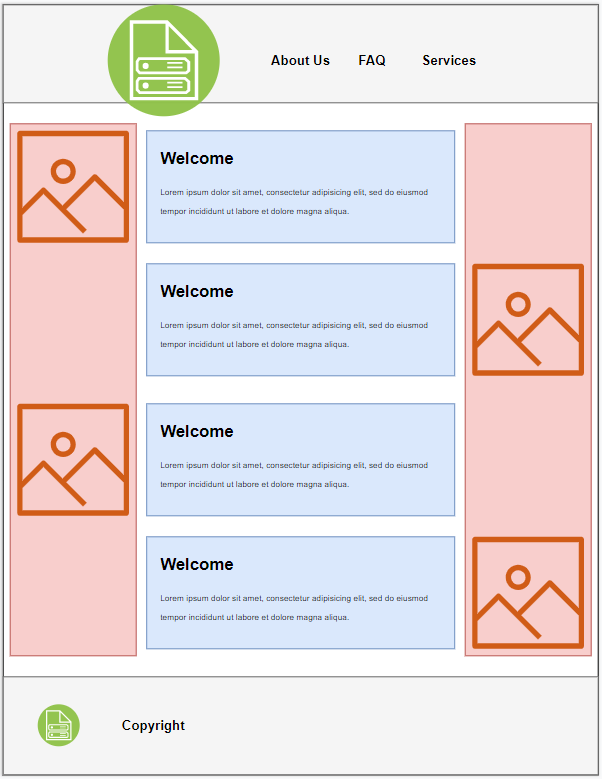 About Us FAQ Services
Welcome
Lorem ipsum dolor sit amet, consectetur adipisicing elit, sed do eiusmod
tempor incididunt ut labore et dolore magna aliqua.
Welcome
Lorem ipsum dolor sit amet, consectetur adipisicing elit, sed do eiusmod
tempor incididunt ut labore et dolore magna aliqua.
Welcome
Lorem ipsum dolor sit amet, consectetur adipisicing elit, sed do eiusmod
tempor incididunt ut labore et dolore magna aliqua.
Welcome
Lorem ipsum dolor sit amet, consectetur adipisicing elit, sed do eiusmod
tempor incididunt ut labore et dolore magna aliqua.
Copyright